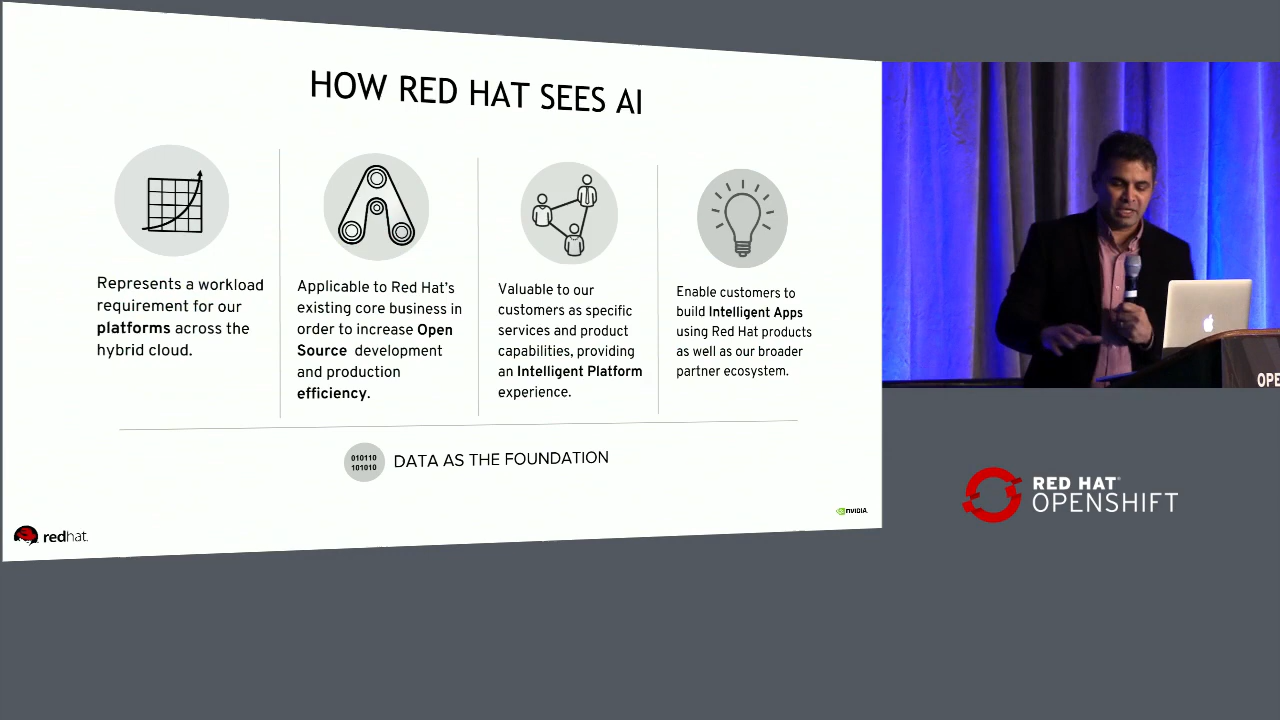 HOW RED HAT SEES AI
Represents a workload
requirement for our
platforms across the
hybrid cloud.
Applicable to Red Hat's
existing core business in
order to increase Open
Source development
and production
efficiency.
Valuable to our
customers as specific
services and product
capabilities, providing
an Intelligent Platform
experience.
Enable customers to
build Intelligent Apps
using Red Hat products
as well as our broader
partner ecosystem.
010110
101010
DATA AS THE FOUNDATION
redhat.
NVIDIA
OPE
RED HAT
OPENSHIFT